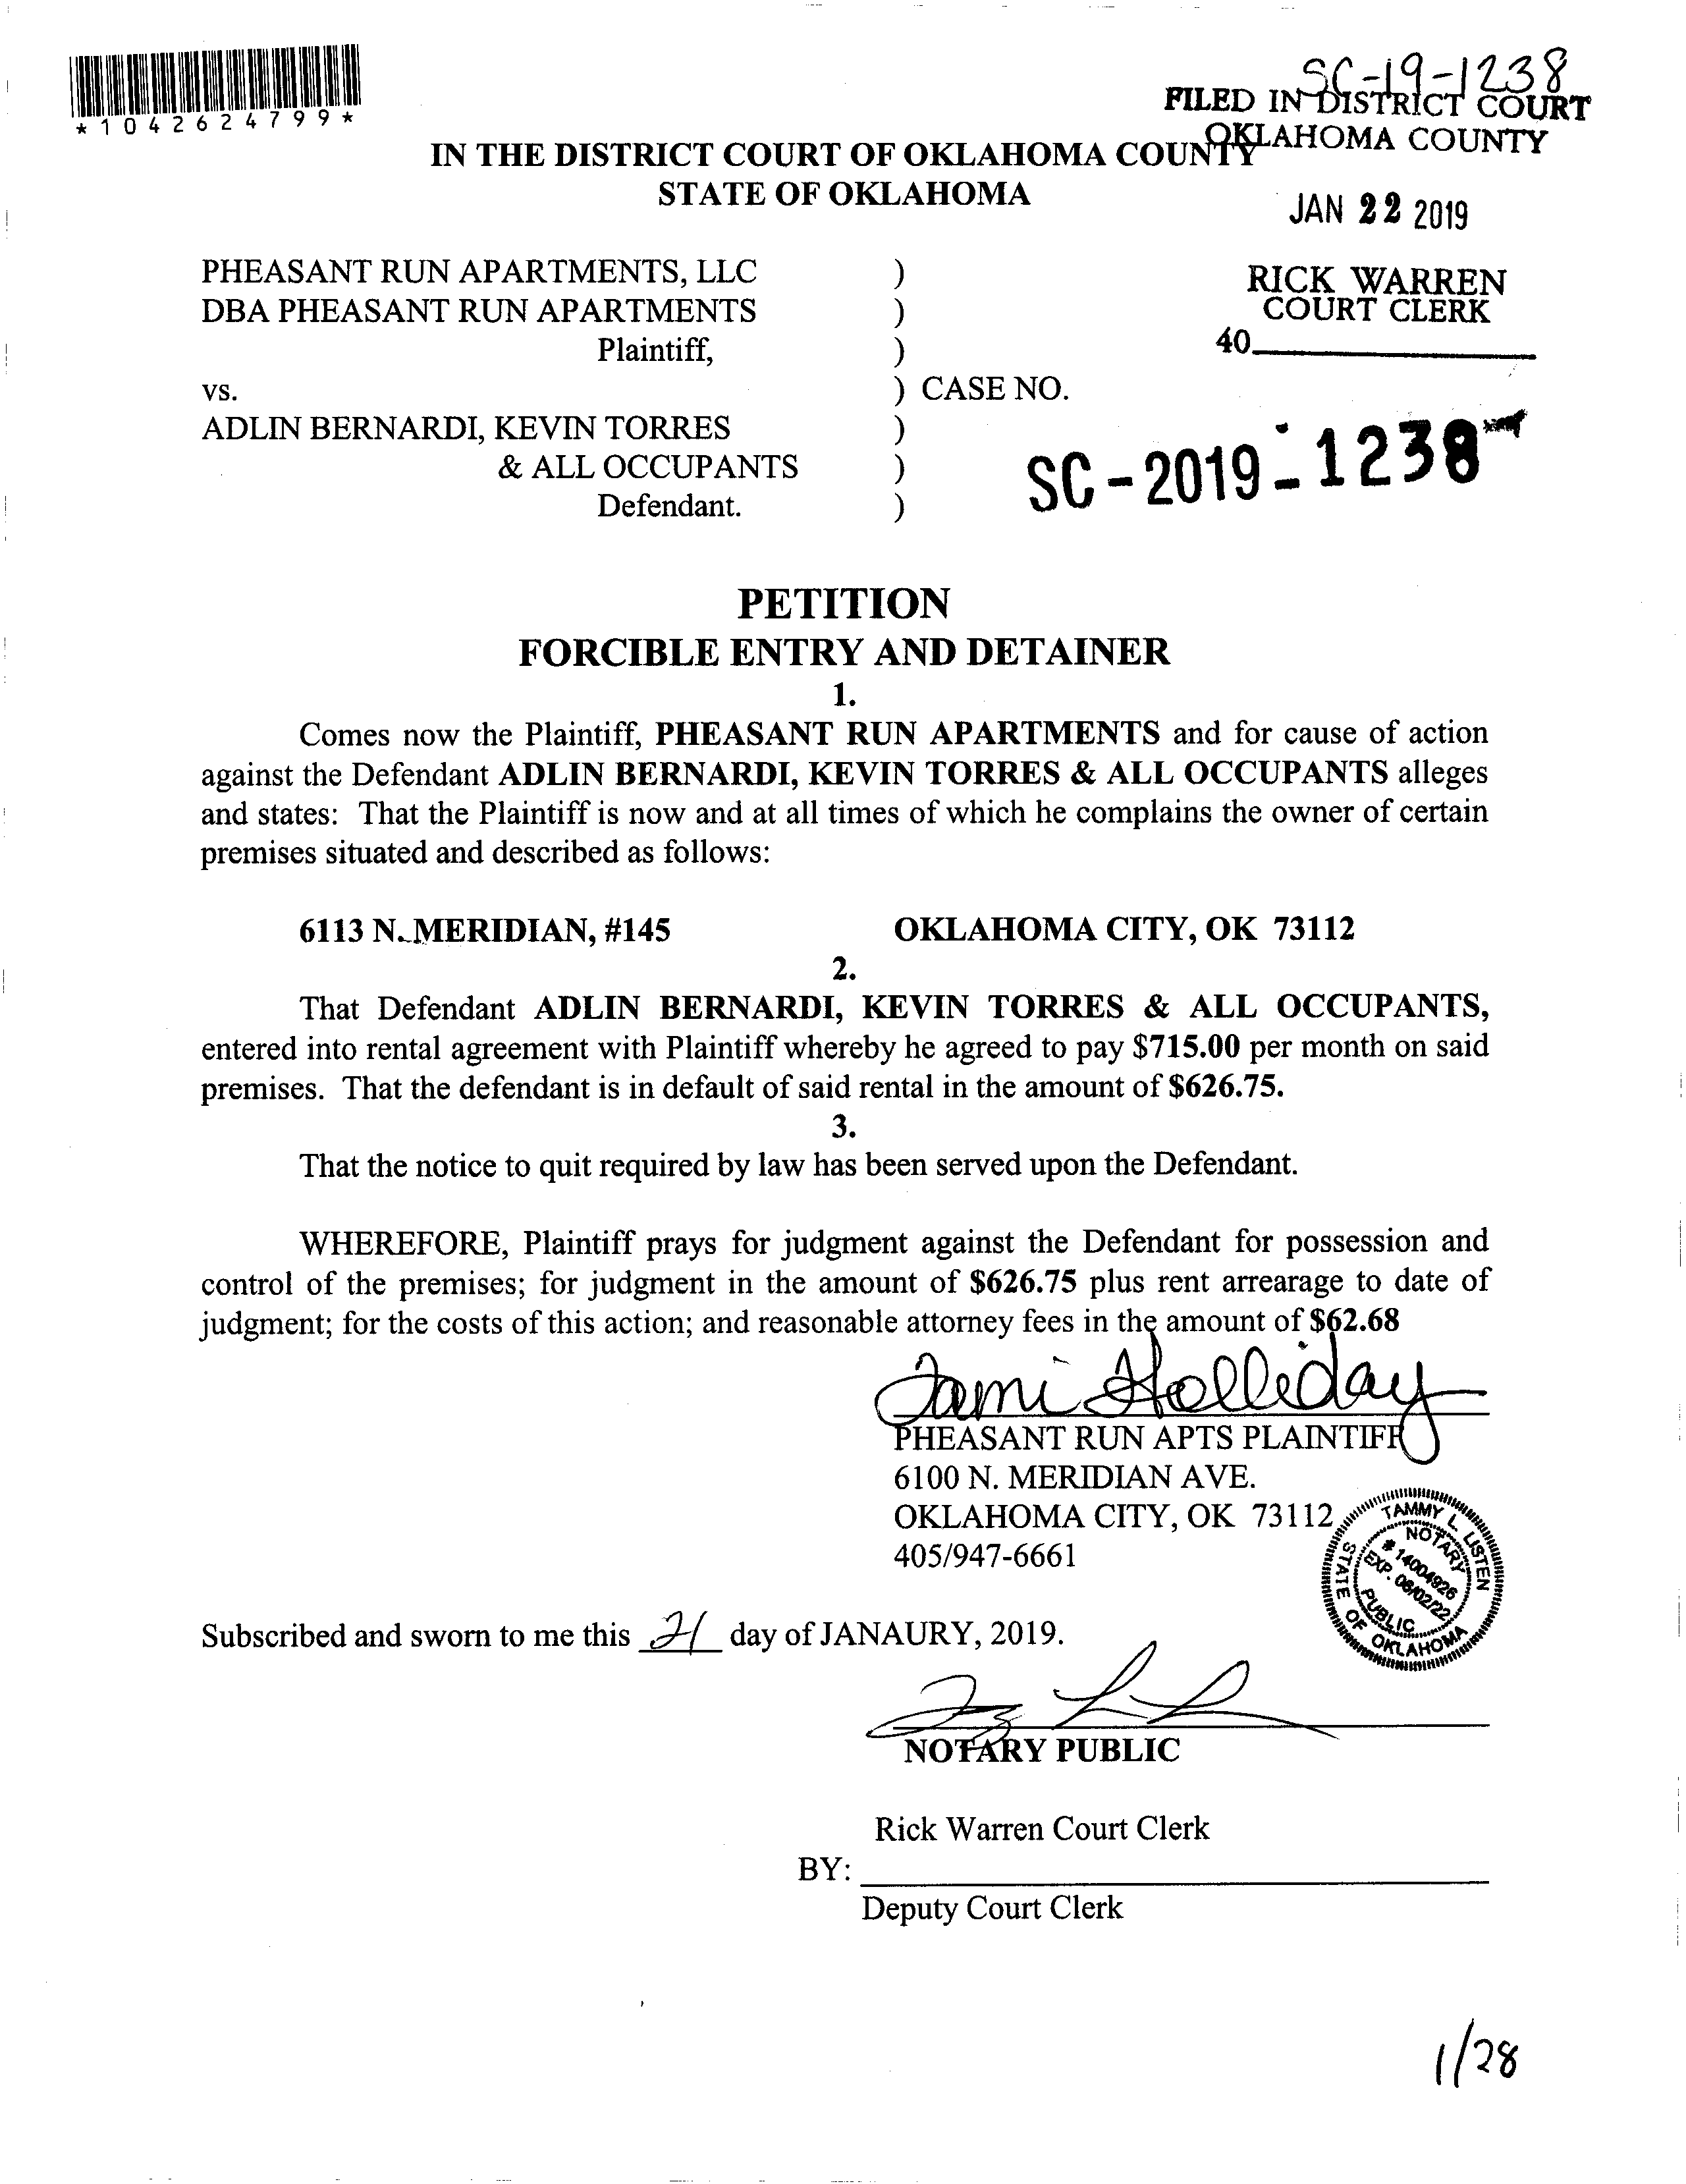 SC-19-1238
*1042624799*
FILED IN DISTRICT COURT
OKLAHOMA COUNTY
IN THE DISTRICT COURT OF OKLAHOMA COUNTY
STATE OF OKLAHOMA
JAN 22 2019
PHEASANT RUN APARTMENTS, LLC )
DBA PHEASANT RUN APARTMENTS )
Plaintiff, )
RICK WARREN
COURT CLERK
40
vs. ) CASE NO.
ADLIN BERNARDI, KEVIN TORRES )
& ALL OCCUPANTS )
Defendant. )
SC-2019-1238
PETITION
FORCIBLE ENTRY AND DETAINER
1.
Comes now the Plaintiff, PHEASANT RUN APARTMENTS and for cause of action
against the Defendant ADLIN BERNARDI, KEVIN TORRES & ALL OCCUPANTS alleges
and states: That the Plaintiff is now and at all times of which he complains the owner of certain
premises situated and described as follows:
6113 N. MERIDIAN, #145 OKLAHOMA CITY, OK 73112
2.
That Defendant ADLIN BERNARDI, KEVIN TORRES & ALL OCCUPANTS,
entered into rental agreement with Plaintiff whereby he agreed to pay $715.00 per month on said
premises. That the defendant is in default of said rental in the amount of $626.75.
3.
That the notice to quit required by law has been served upon the Defendant.
WHEREFORE, Plaintiff prays for judgment against the Defendant for possession and
control of the premises; for judgment in the amount of $626.75 plus rent arrearage to date of
judgment; for the costs of this action; and reasonable attorney fees in the amount of $62.68
Tami Holliday
PHEASANT RUN APTS PLAINTIFF
6100 N. MERIDIAN AVE.
OKLAHOMA CITY, OK 73112
405/947-6661
TAMMY L. LISTEN
NOTARY
# 14004926
EXP. 06/02/22
PUBLIC
STATE OF OKLAHOMA
Subscribed and sworn to me this 21 day of JANAURY, 2019.
NOTARY PUBLIC
Rick Warren Court Clerk
BY:
Deputy Court Clerk
1/28